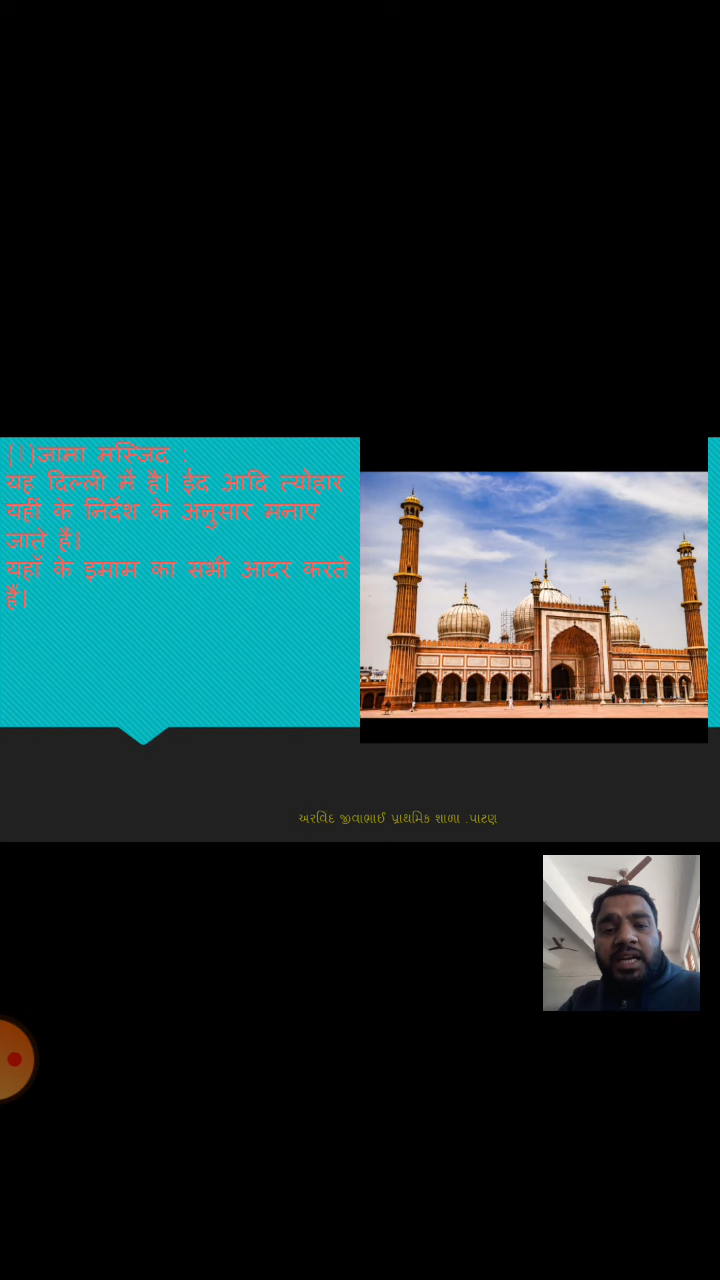 (1)जामा मस्जिद :
यह दिल्ली में है। ईद आदि त्योहार
यहीं के निर्देश के अनुसार मनाए
जाते हैं।
यहाँ के इमाम का सभी आदर करते
हैं।
અરવિંદ જીવાભાઈ પ્રાથમિક શાળા .પાટણ